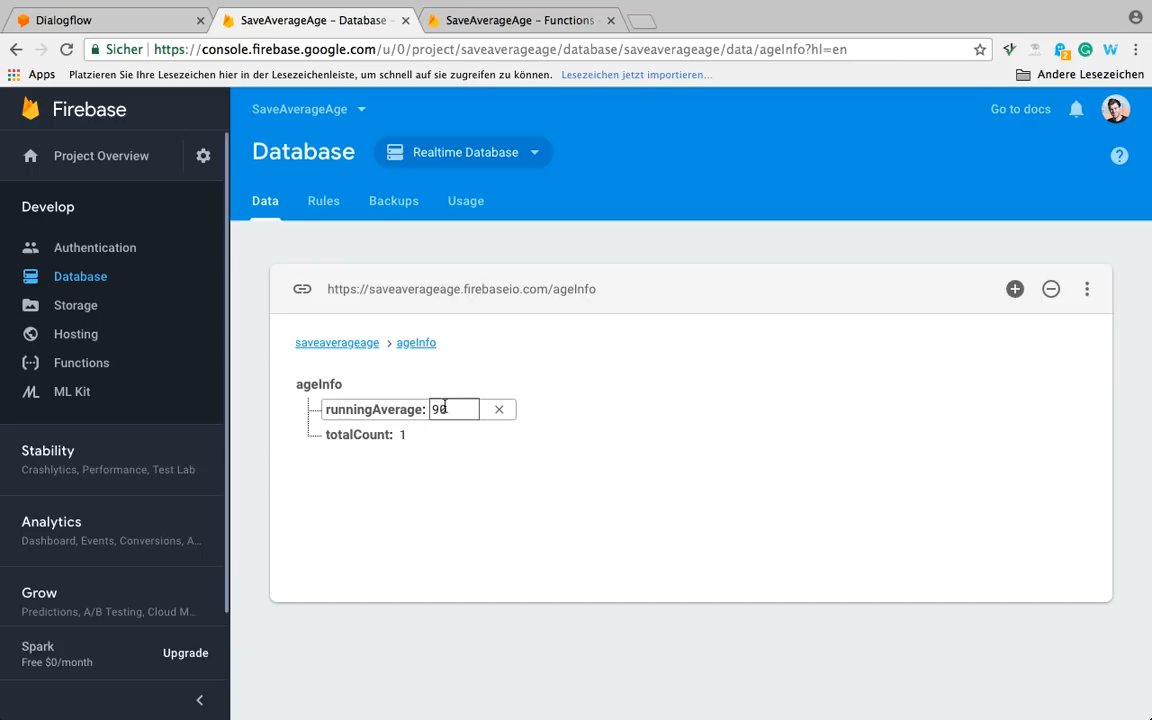 Dialogflow
SaveAverageAge - Database -
SaveAverageAge - Functions -
Sicher
https://console.firebase.google.com/u/0/project/saveaverageage/database/saveaverageage/data/ageInfo?hl=en
2
W
Apps
Platzieren Sie Ihre Lesezeichen hier in der Lesezeichenleiste, um schnell auf sie zugreifen zu können.
Lesezeichen jetzt importieren...
Andere Lesezeichen
Firebase
Project Overview
Develop
Authentication
Database
Storage
Hosting
Functions
ML Kit
Stability
Crashlytics, Performance, Test Lab
Analytics
Dashboard, Events, Conversions, A...
Grow
Predictions, A/B Testing, Cloud M...
Spark
Free $0/month
Upgrade
SaveAverageAge
Go to docs
Database
Realtime Database
Data
Rules
Backups
Usage
https://saveaverageage.firebaseio.com/ageInfo
saveaverageage > ageInfo
ageInfo
runningAverage:
totalCount: 1